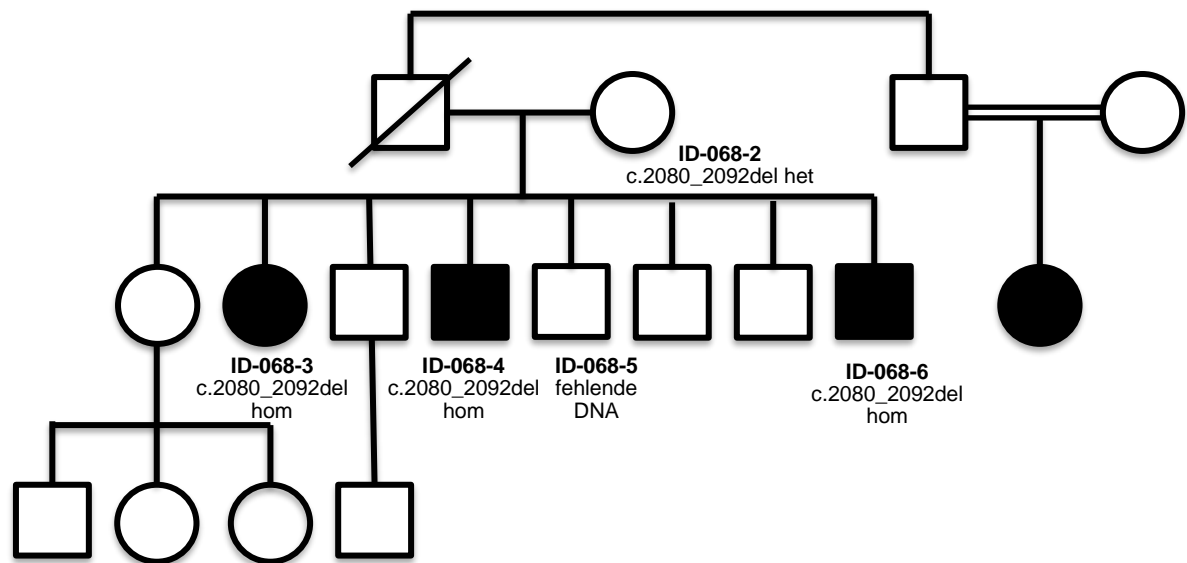 ID-068-2
c.2080_2092del het
ID-068-3
c.2080_2092del
hom
ID-068-4
c.2080_2092del
hom
ID-068-5
fehlende
DNA
ID-068-6
c.2080_2092del
hom